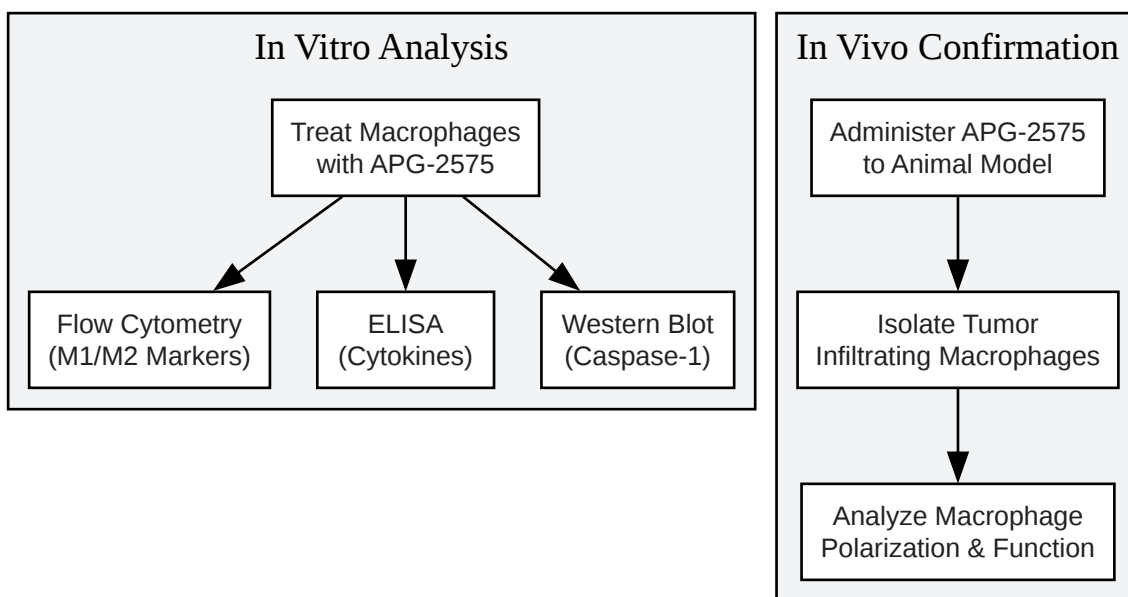 In Vitro Analysis
Treat Macrophages
with APG-2575
Flow Cytometry
(M1/M2 Markers)
ELISA
(Cytokines)
Western Blot
(Caspase-1)
In Vivo Confirmation
Administer APG-2575
to Animal Model
Isolate Tumor
Infiltrating Macrophages
Analyze Macrophage
Polarization & Function